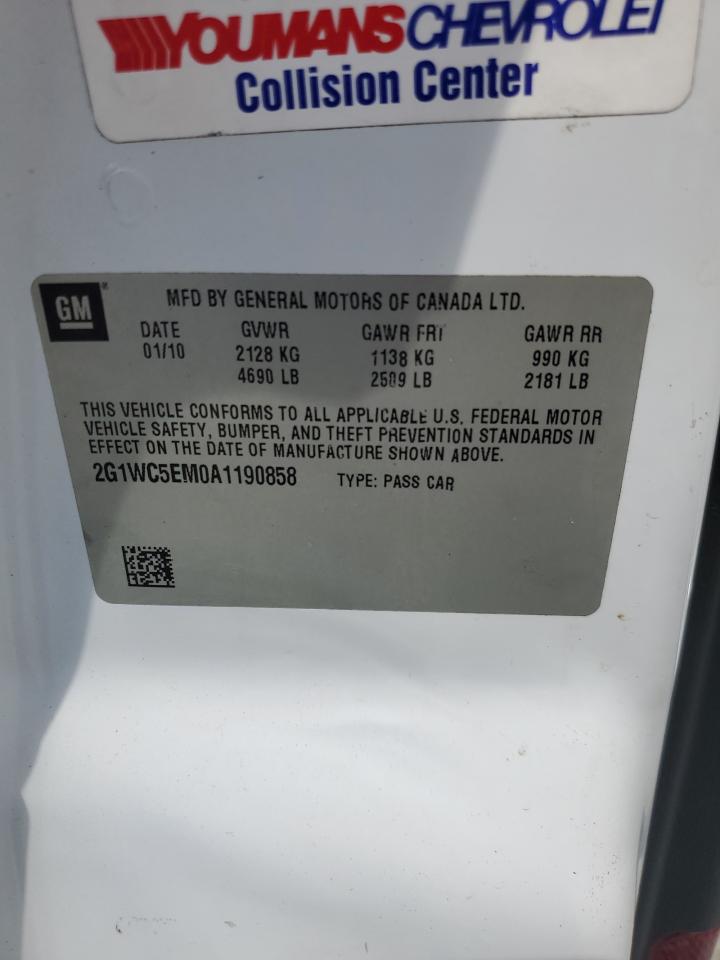 YOUMANS CHEVROLET
Collision Center
GM
MFD BY GENERAL MOTORS OF CANADA LTD.
DATE GVWR GAWR FRT GAWR RR
01/10 2128 KG 1138 KG 990 KG
4690 LB 2509 LB 2181 LB
THIS VEHICLE CONFORMS TO ALL APPLICABLE U.S. FEDERAL MOTOR
VEHICLE SAFETY, BUMPER, AND THEFT PREVENTION STANDARDS IN
EFFECT ON THE DATE OF MANUFACTURE SHOWN ABOVE.
2G1WC5EM0A1190858 TYPE: PASS CAR